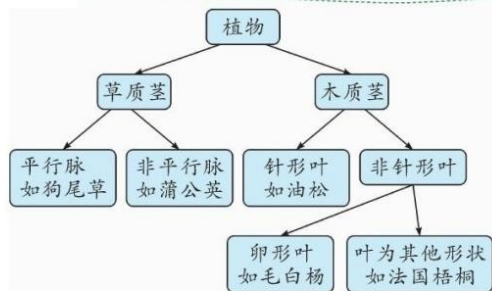 植物
草质茎
木质茎
平行脉
如狗尾草
非平行脉
如蒲公英
针形叶
如油松
非针形叶
卵形叶
如毛白杨
叶为其他形状
如法国梧桐